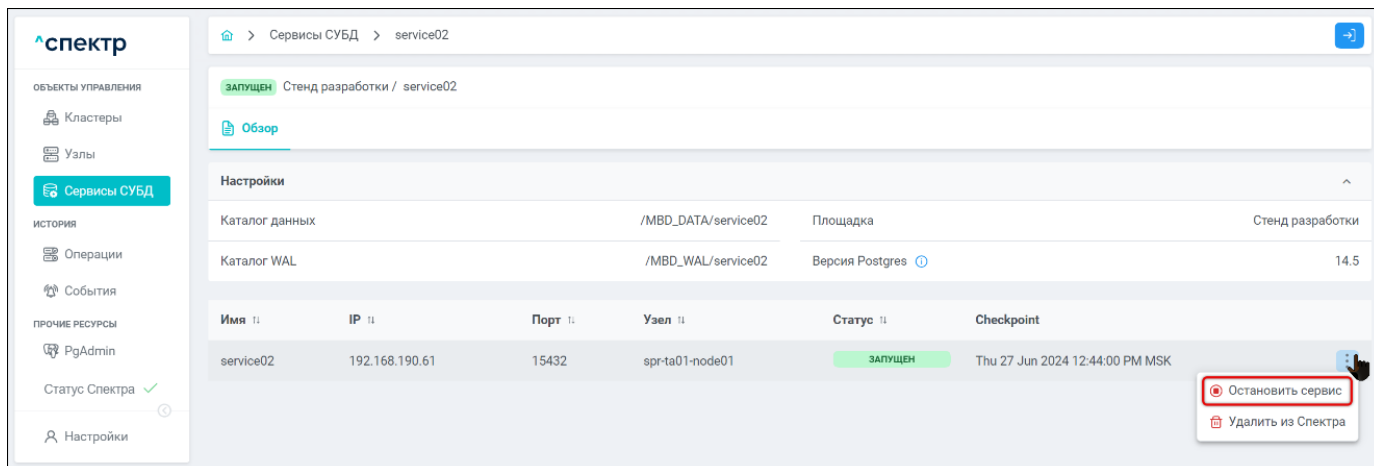 ^спектр
ОБЪЕКТЫ УПРАВЛЕНИЯ
Кластеры
Узлы
Сервисы СУБД
ИСТОРИЯ
Операции
События
ПРОЧИЕ РЕСУРСЫ
PgAdmin
Статус Спектра
Настройки
> Сервисы СУБД > service02
ЗАПУЩЕН Стенд разработки / service02
Обзор
Настройки
Каталог данных /MBD_DATA/service02 Площадка Стенд разработки
Каталог WAL /MBD_WAL/service02 Версия Postgres 14.5
Имя IP Порт Узел Статус Checkpoint
service02 192.168.190.61 15432 spr-ta01-node01 ЗАПУЩЕН Thu 27 Jun 2024 12:44:00 PM MSK
Остановить сервис
Удалить из Спектра